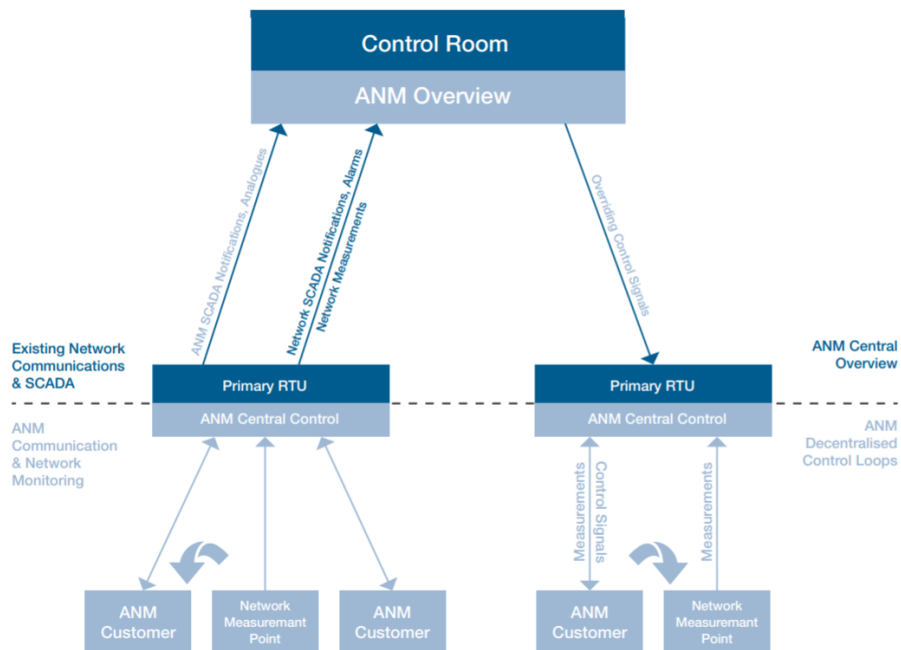 Control Room
ANM Overview
ANM SCADA Notifications, Analogues
Network SCADA Notifications, Alarms
Network Measurements
Overriding Control Signals
Existing Network
Communications
& SCADA
ANM Central
Overview
Primary RTU
ANM Central Control
Primary RTU
ANM Central Control
ANM
Communication
& Network
Monitoring
ANM
Decentralised
Control Loops
Measurements
Control Signals
Measurements
ANM
Customer
Network
Measuremant
Point
ANM
Customer
ANM
Customer
Network
Measuremant
Point